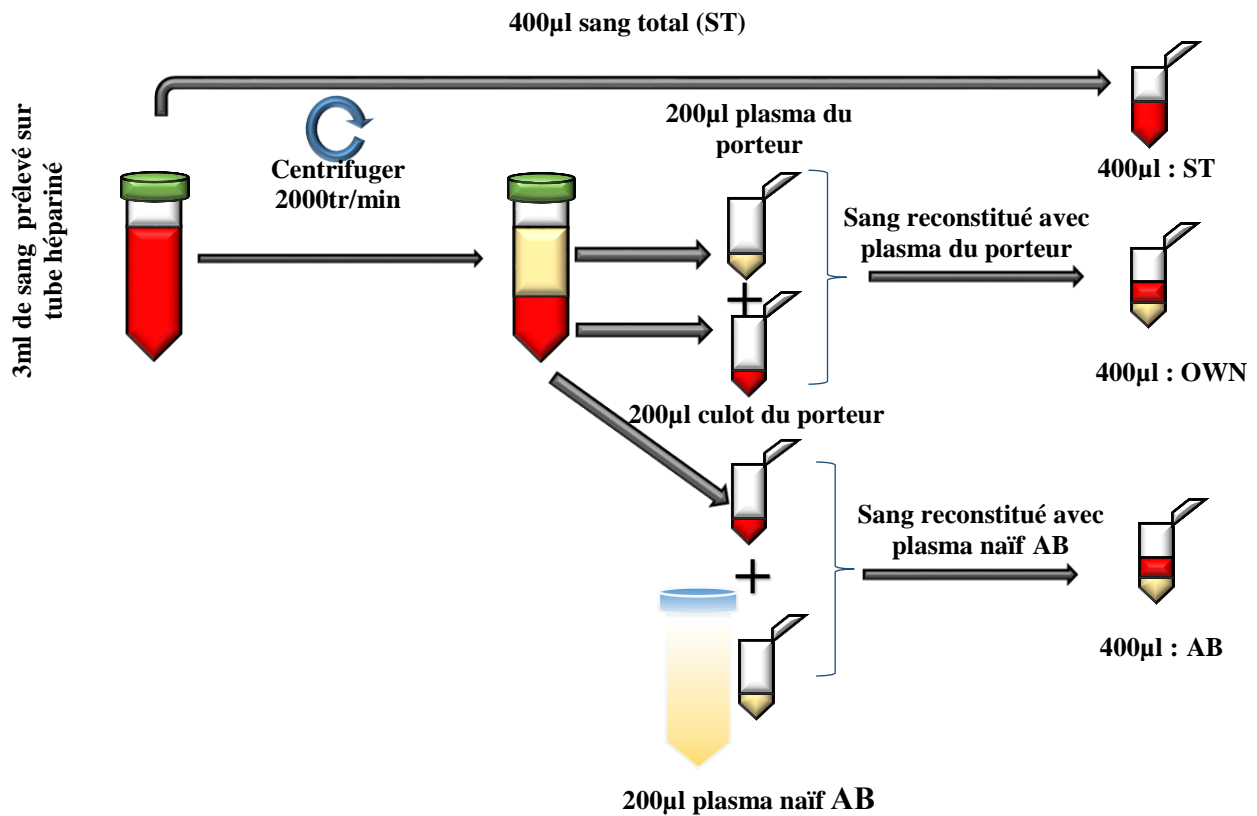 400µl sang total (ST)
3ml de sang prélevé sur
tube hépariné
Centrifuger
2000tr/min
200µl plasma du
porteur
400µl : ST
Sang reconstitué avec
plasma du porteur
+
400µl : OWN
200µl culot du porteur
Sang reconstitué avec
plasma naïf AB
+
400µl : AB
200µl plasma naïf AB